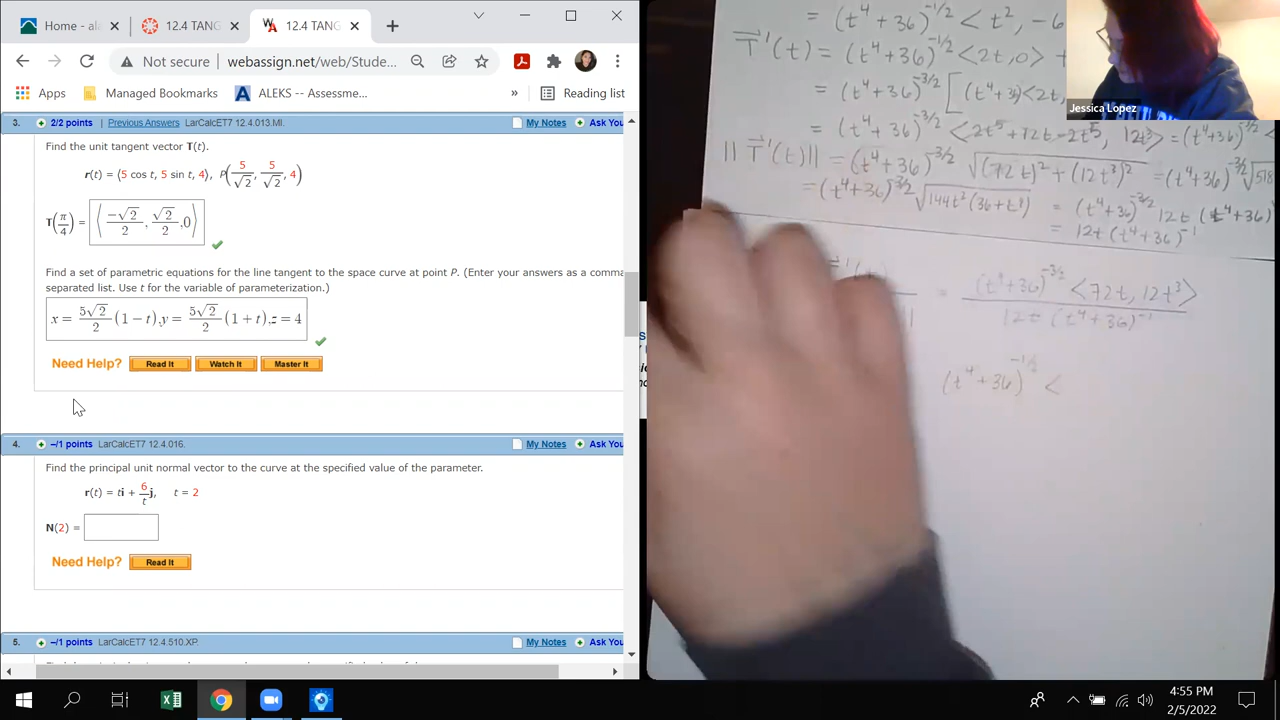 Home - al
12.4 TANG
12.4 TANG
Not secure | webassign.net/web/Stude...
Apps
Managed Bookmarks
ALEKS -- Assessme...
»
Reading list
3. 2/2 points | Previous Answers LarCalcET7 12.4.013.MI. My Notes Ask You
Find the unit tangent vector T(t).
r(t) = ⟨5 cos t, 5 sin t, 4⟩, P(5/√2, 5/√2, 4)
T(π/4) = ⟨-√2/2, √2/2, 0⟩
Find a set of parametric equations for the line tangent to the space curve at point P. (Enter your answers as a comma
separated list. Use t for the variable of parameterization.)
x = 5√2/2 (1 − t), y = 5√2/2 (1 + t), z = 4
Need Help? Read It Watch It Master It
4. –/1 points LarCalcET7 12.4.016. My Notes Ask You
Find the principal unit normal vector to the curve at the specified value of the parameter.
r(t) = ti + 6/t j, t = 2
N(2) =
Need Help? Read It
5. –/1 points LarCalcET7 12.4.510.XP. My Notes Ask You
= (t⁴+36)^-1/2 < t², -6
T'(t) = (t⁴+36)^-1/2 <2t,0> +
= (t⁴+36)^-3/2 [(t⁴+36)<2t,
= (t⁴+36)^-3/2 <2t⁵+72t-2t⁵, 12t³> = (t⁴+36)^-3/2 <
||T'(t)|| = (t⁴+36)^-3/2 √(72t)²+(12t³)² = (t⁴+36)^-3/2 √518
= (t⁴+36)^-3/2 √144t²(36+t⁴) = (t⁴+36)^-3/2 12t (t⁴+36)
= 12t (t⁴+36)^-1
= (t⁴+36)^-3/2 <72t, 12t³>
12t (t⁴+36)^-1
(t⁴+36)^-1/2 <
Jessica Lopez
4:55 PM
2/5/2022